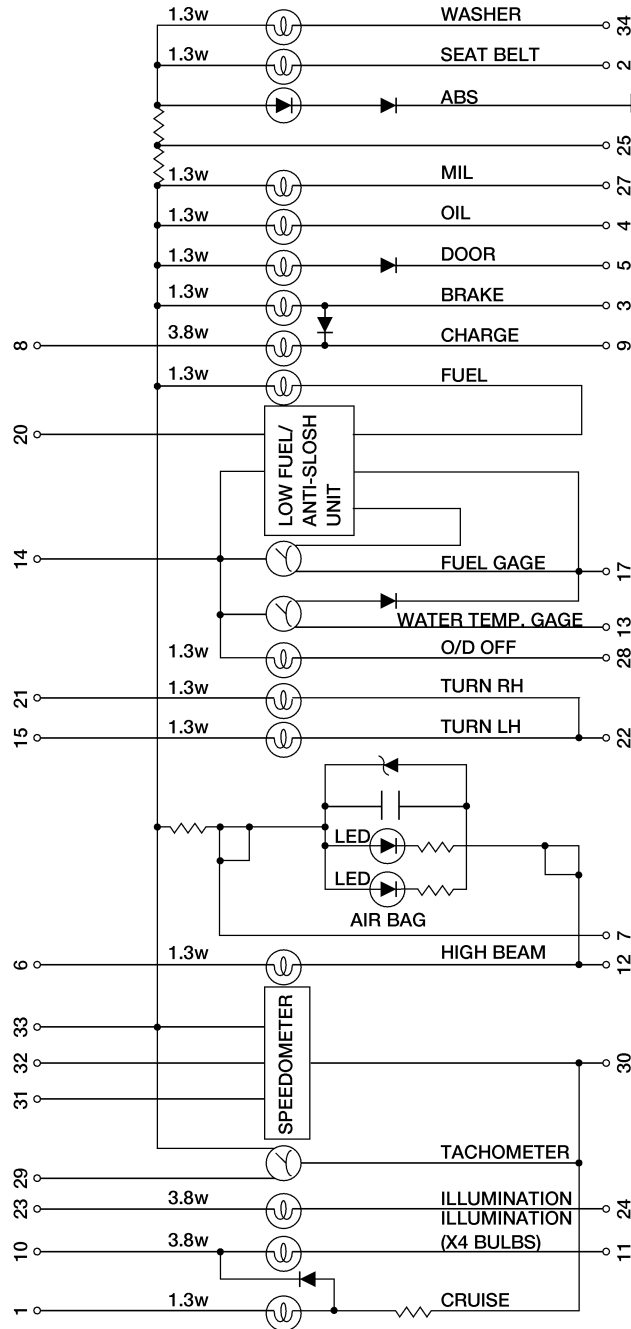 1.3w WASHER 34
1.3w SEAT BELT 2
ABS
25
1.3w MIL 27
1.3w OIL 4
1.3w DOOR 5
1.3w BRAKE 3
8 3.8w CHARGE 9
1.3w FUEL
20
LOW FUEL/
ANTI-SLOSH
UNIT
14 FUEL GAGE 17
WATER TEMP. GAGE 13
1.3w O/D OFF 28
21 1.3w TURN RH
15 1.3w TURN LH 22
LED
LED
AIR BAG
7
6 1.3w HIGH BEAM 12
33
32 30
31
SPEEDOMETER
TACHOMETER
29
23 3.8w ILLUMINATION 24
ILLUMINATION
10 3.8w (X4 BULBS) 11
1 1.3w CRUISE